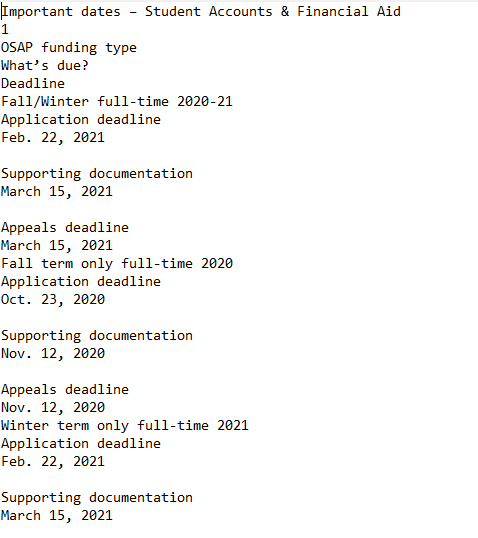 Important dates – Student Accounts & Financial Aid
1
OSAP funding type
What’s due?
Deadline
Fall/Winter full-time 2020-21
Application deadline
Feb. 22, 2021
Supporting documentation
March 15, 2021
Appeals deadline
March 15, 2021
Fall term only full-time 2020
Application deadline
Oct. 23, 2020
Supporting documentation
Nov. 12, 2020
Appeals deadline
Nov. 12, 2020
Winter term only full-time 2021
Application deadline
Feb. 22, 2021
Supporting documentation
March 15, 2021